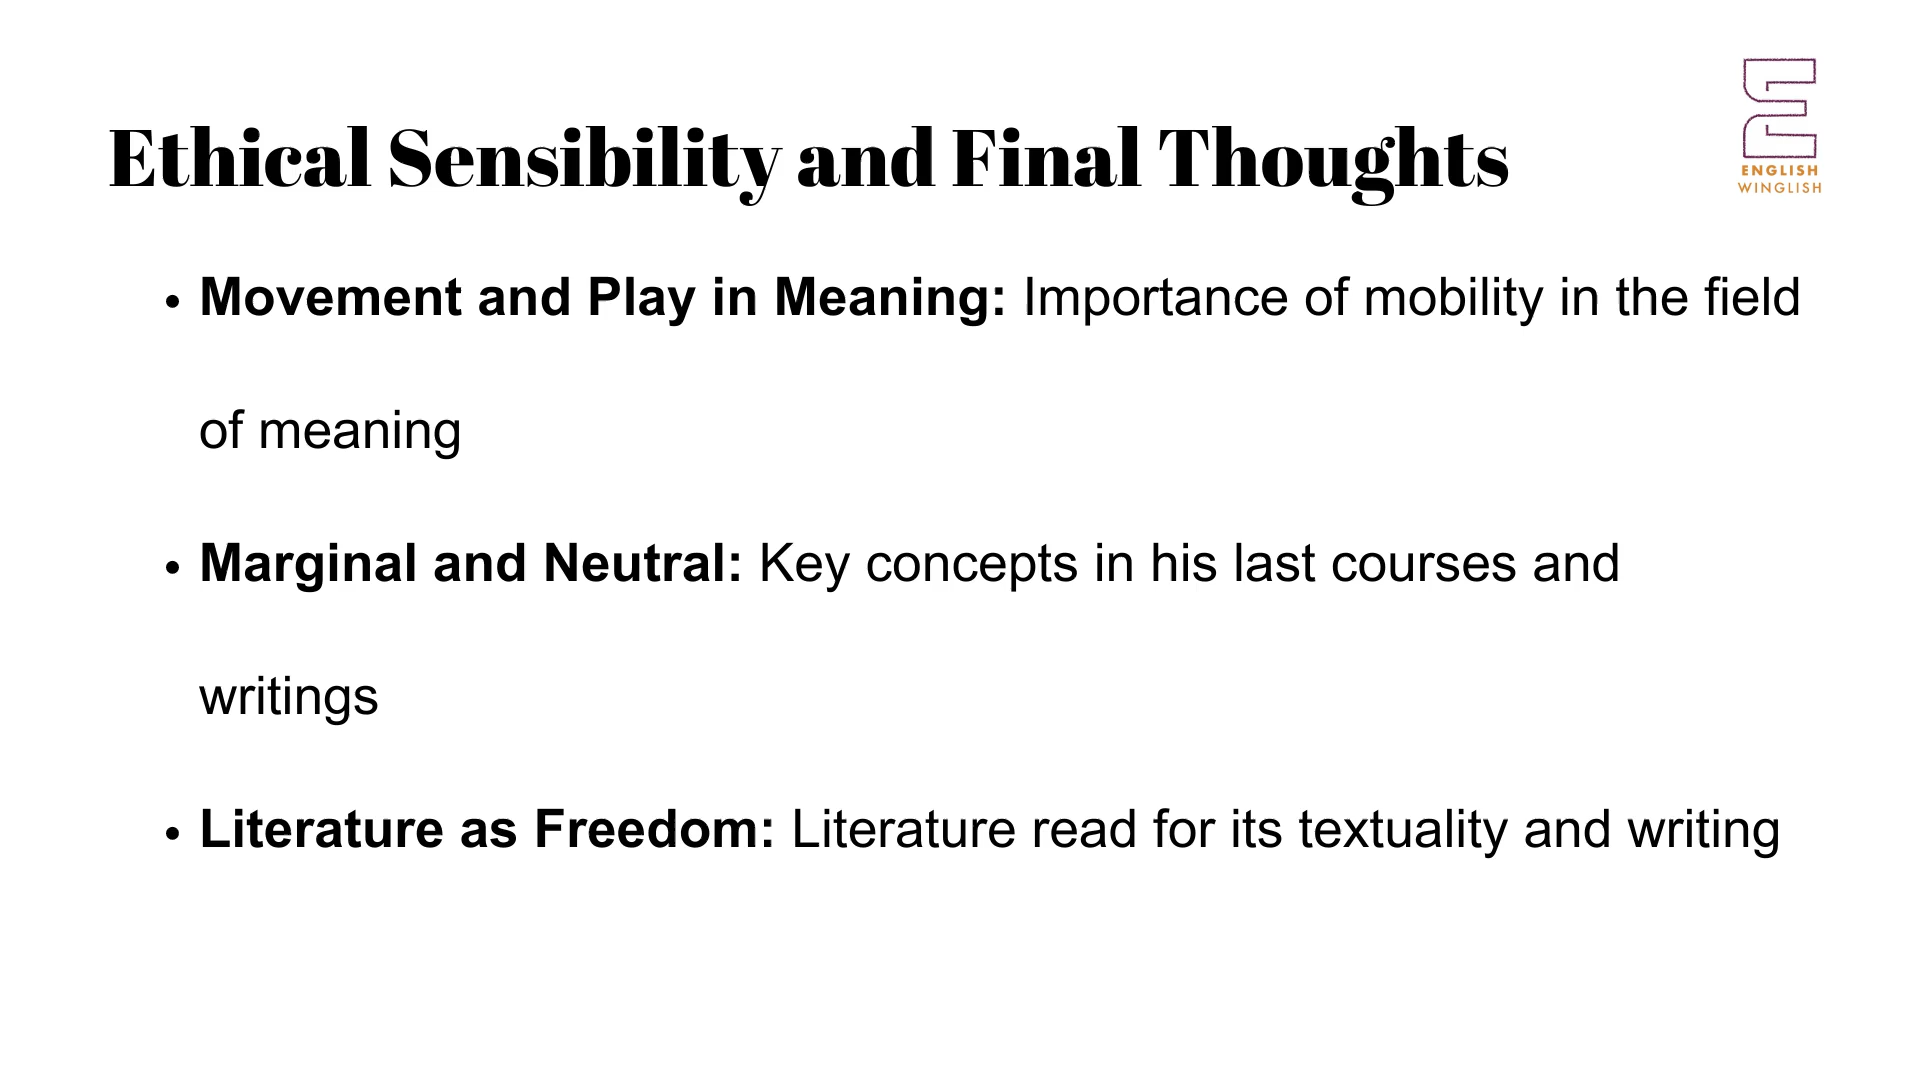 ENGLISH
WINGLISH
Ethical Sensibility and Final Thoughts
• Movement and Play in Meaning: Importance of mobility in the field
of meaning
• Marginal and Neutral: Key concepts in his last courses and
writings
• Literature as Freedom: Literature read for its textuality and writing